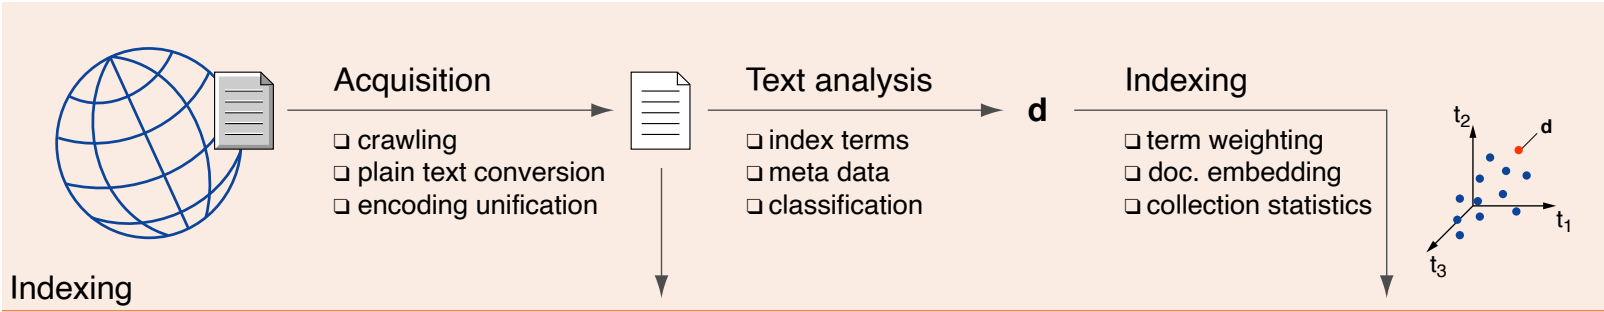 Acquisition
❏ crawling
❏ plain text conversion
❏ encoding unification
Text analysis
❏ index terms
❏ meta data
❏ classification
d
Indexing
❏ term weighting
❏ doc. embedding
❏ collection statistics
t2
d
t1
t3
Indexing